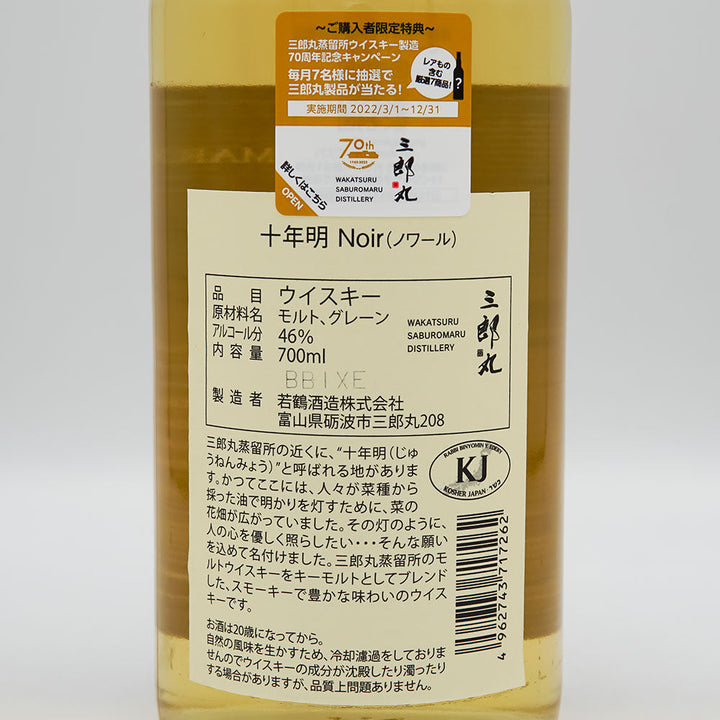 ～ご購入者限定特典～
三郎丸蒸留所ウイスキー製造
70周年記念キャンペーン
毎月7名様に抽選で
三郎丸製品が当たる！
レアもの
含む
厳選7商品！
?
実施期間 2022/3/1〜12/31
70th
WAKATSURU
SABUROMARU
DISTILLERY
三郎丸
詳しくはこちら
OPEN
十年明 Noir（ノワール）
品目 ウイスキー
原材料名 モルト、グレーン
アルコール分 46%
内容量 700ml
BB1XE
製造者 若鶴酒造株式会社
富山県砺波市三郎丸208
WAKATSURU
SABUROMARU
DISTILLERY
三郎丸
三郎丸蒸留所の近くに、“十年明（じゅ
うねんみょう）”と呼ばれる地がありま
す。かつてここには、人々が菜種から
採った油で明かりを灯すために、菜の
花畑が広がっていました。その灯のように、
人の心を優しく照らしたい・・・そんな願い
を込めて名付けました。三郎丸蒸留所のモ
ルトウイスキーをキーモルトとしてブレンド
した、スモーキーで豊かな味わいのウイス
キーです。
RABBI BINYOMIN Y. EDERY
KJ
KOSHER JAPAN
4962743717262
お酒は20歳になってから。
自然の風味を生かすため、冷却濾過をしておりま
せんのでウイスキーの成分が沈殿したり濁ったり
する場合がありますが、品質上問題ありません。